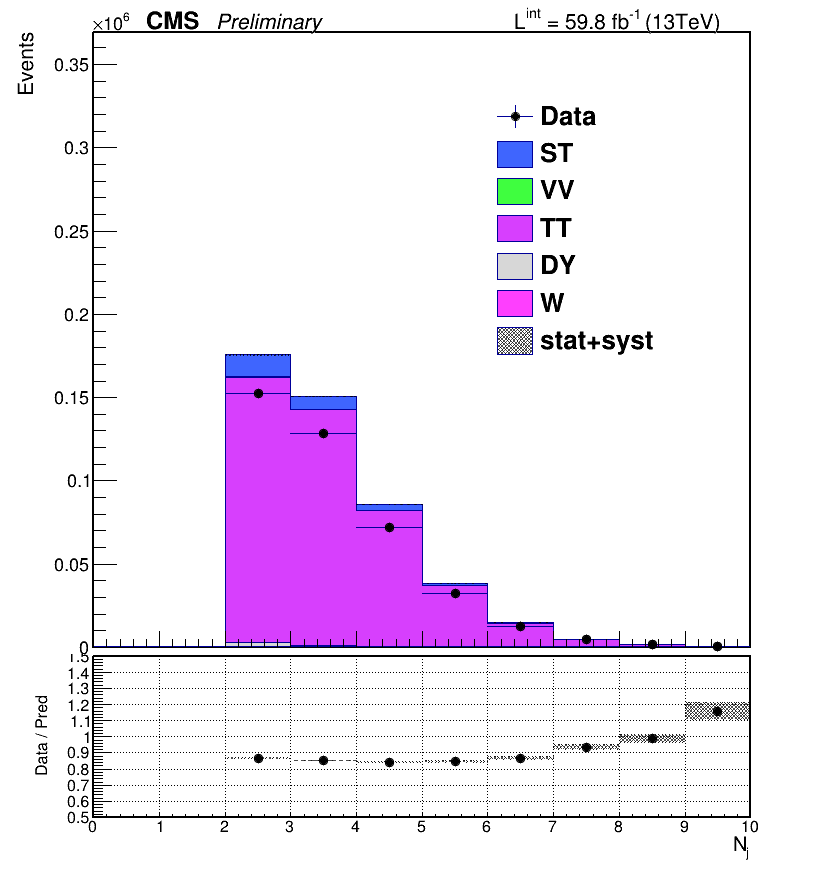 ×10⁶ CMS Preliminary L^int = 59.8 fb⁻¹ (13TeV)
Events
0.35
0.3
0.25
0.2
0.15
0.1
0.05
0
Data
ST
VV
TT
DY
W
stat+syst
Data / Pred
1.5
1.4
1.3
1.2
1.1
1
0.9
0.8
0.7
0.6
0.5
0 1 2 3 4 5 6 7 8 9 10
N_j